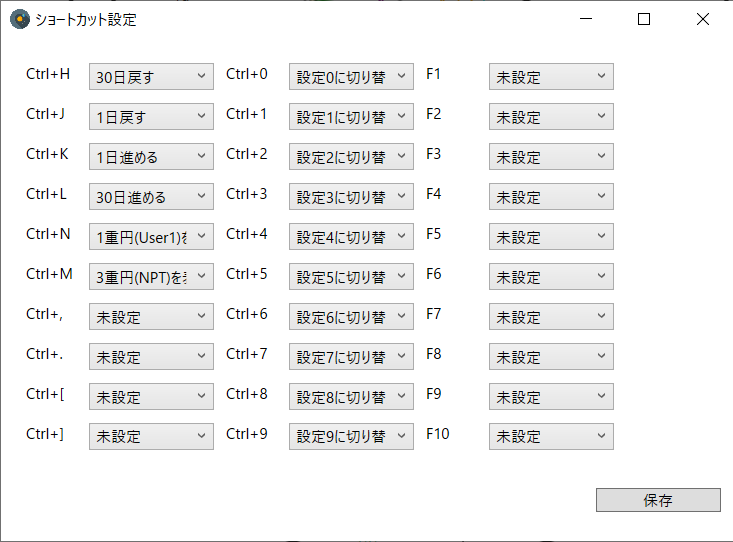 ショートカット設定
Ctrl+H 30日戻す Ctrl+0 設定0に切り替 F1 未設定
Ctrl+J 1日戻す Ctrl+1 設定1に切り替 F2 未設定
Ctrl+K 1日進める Ctrl+2 設定2に切り替 F3 未設定
Ctrl+L 30日進める Ctrl+3 設定3に切り替 F4 未設定
Ctrl+N 1重円(User1)を Ctrl+4 設定4に切り替 F5 未設定
Ctrl+M 3重円(NPT)を Ctrl+5 設定5に切り替 F6 未設定
Ctrl+, 未設定 Ctrl+6 設定6に切り替 F7 未設定
Ctrl+. 未設定 Ctrl+7 設定7に切り替 F8 未設定
Ctrl+[ 未設定 Ctrl+8 設定8に切り替 F9 未設定
Ctrl+] 未設定 Ctrl+9 設定9に切り替 F10 未設定
保存